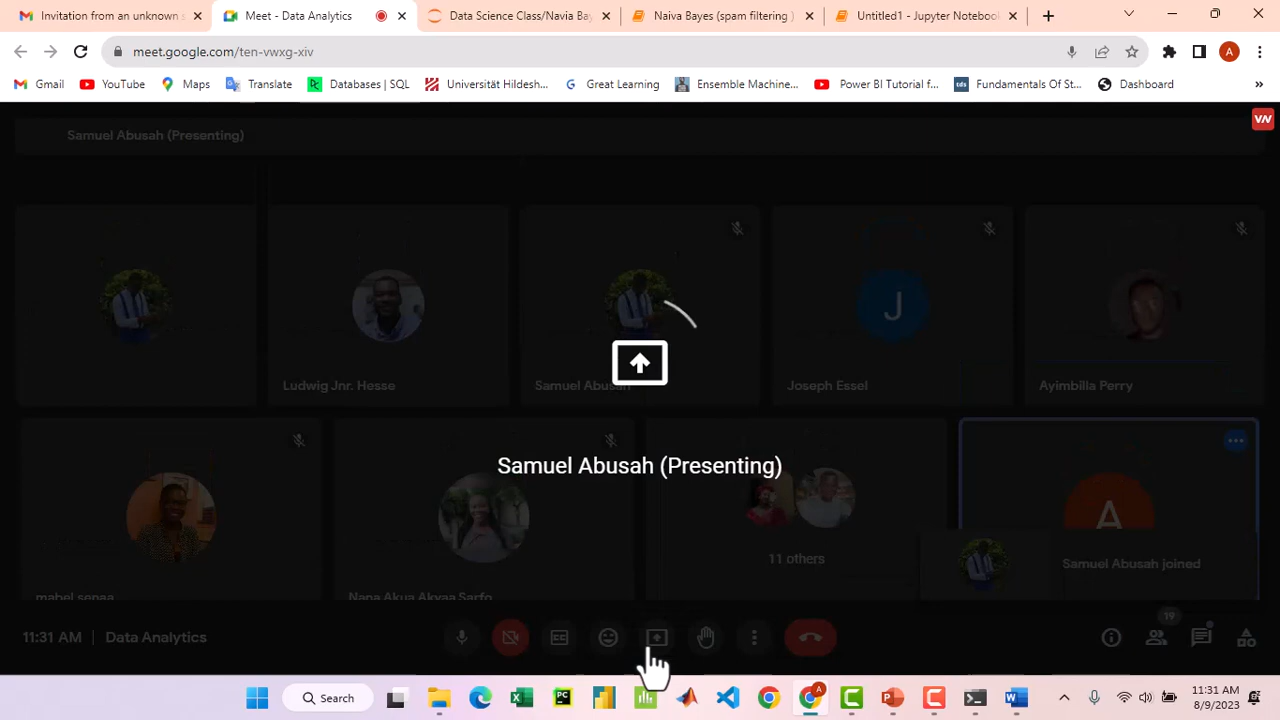 Invitation from an unknown s
Meet - Data Analytics
Data Science Class/Navia Bay
Naiva Bayes (spam filtering )
Untitled1 - Jupyter Notebook
meet.google.com/ten-vwxg-xiv
A
Gmail
YouTube
Maps
Translate
Databases | SQL
Universität Hildesh...
Great Learning
Ensemble Machine...
Power BI Tutorial f...
Fundamentals Of St...
Dashboard
»
Samuel Abusah (Presenting)
VN
J
Ludwig Jnr. Hesse
Samuel Abusah
Joseph Essel
Ayimbilla Perry
Samuel Abusah (Presenting)
A
11 others
Samuel Abusah joined
mabel senaa
Nana Akua Akyaa Sarfo
11:31 AM | Data Analytics
19
Search
11:31 AM
8/9/2023